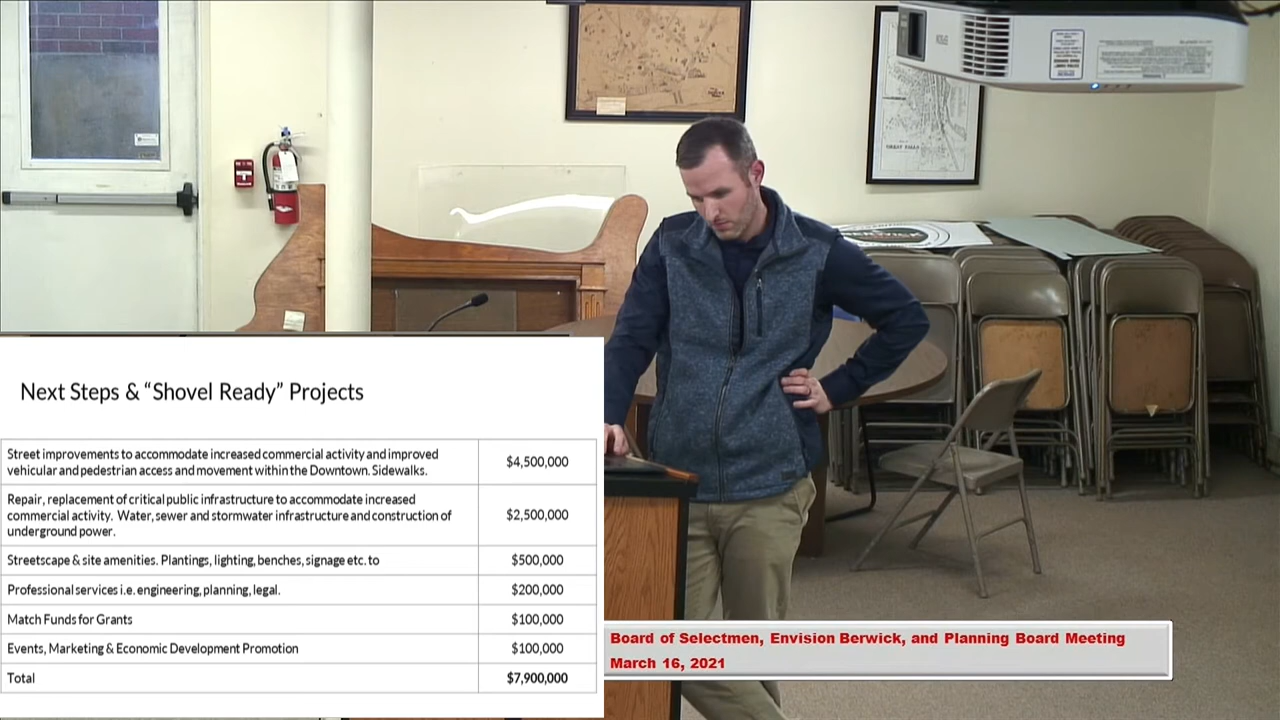 Next Steps & “Shovel Ready” Projects
Street improvements to accommodate increased commercial activity and improved
vehicular and pedestrian access and movement within the Downtown. Sidewalks.
$4,500,000
Repair, replacement of critical public infrastructure to accommodate increased
commercial activity. Water, sewer and stormwater infrastructure and construction of
underground power.
$2,500,000
Streetscape & site amenities. Plantings, lighting, benches, signage etc. to
$500,000
Professional services i.e. engineering, planning, legal.
$200,000
Match Funds for Grants
$100,000
Events, Marketing & Economic Development Promotion
$100,000
Total
$7,900,000
Board of Selectmen, Envision Berwick, and Planning Board Meeting
March 16, 2021